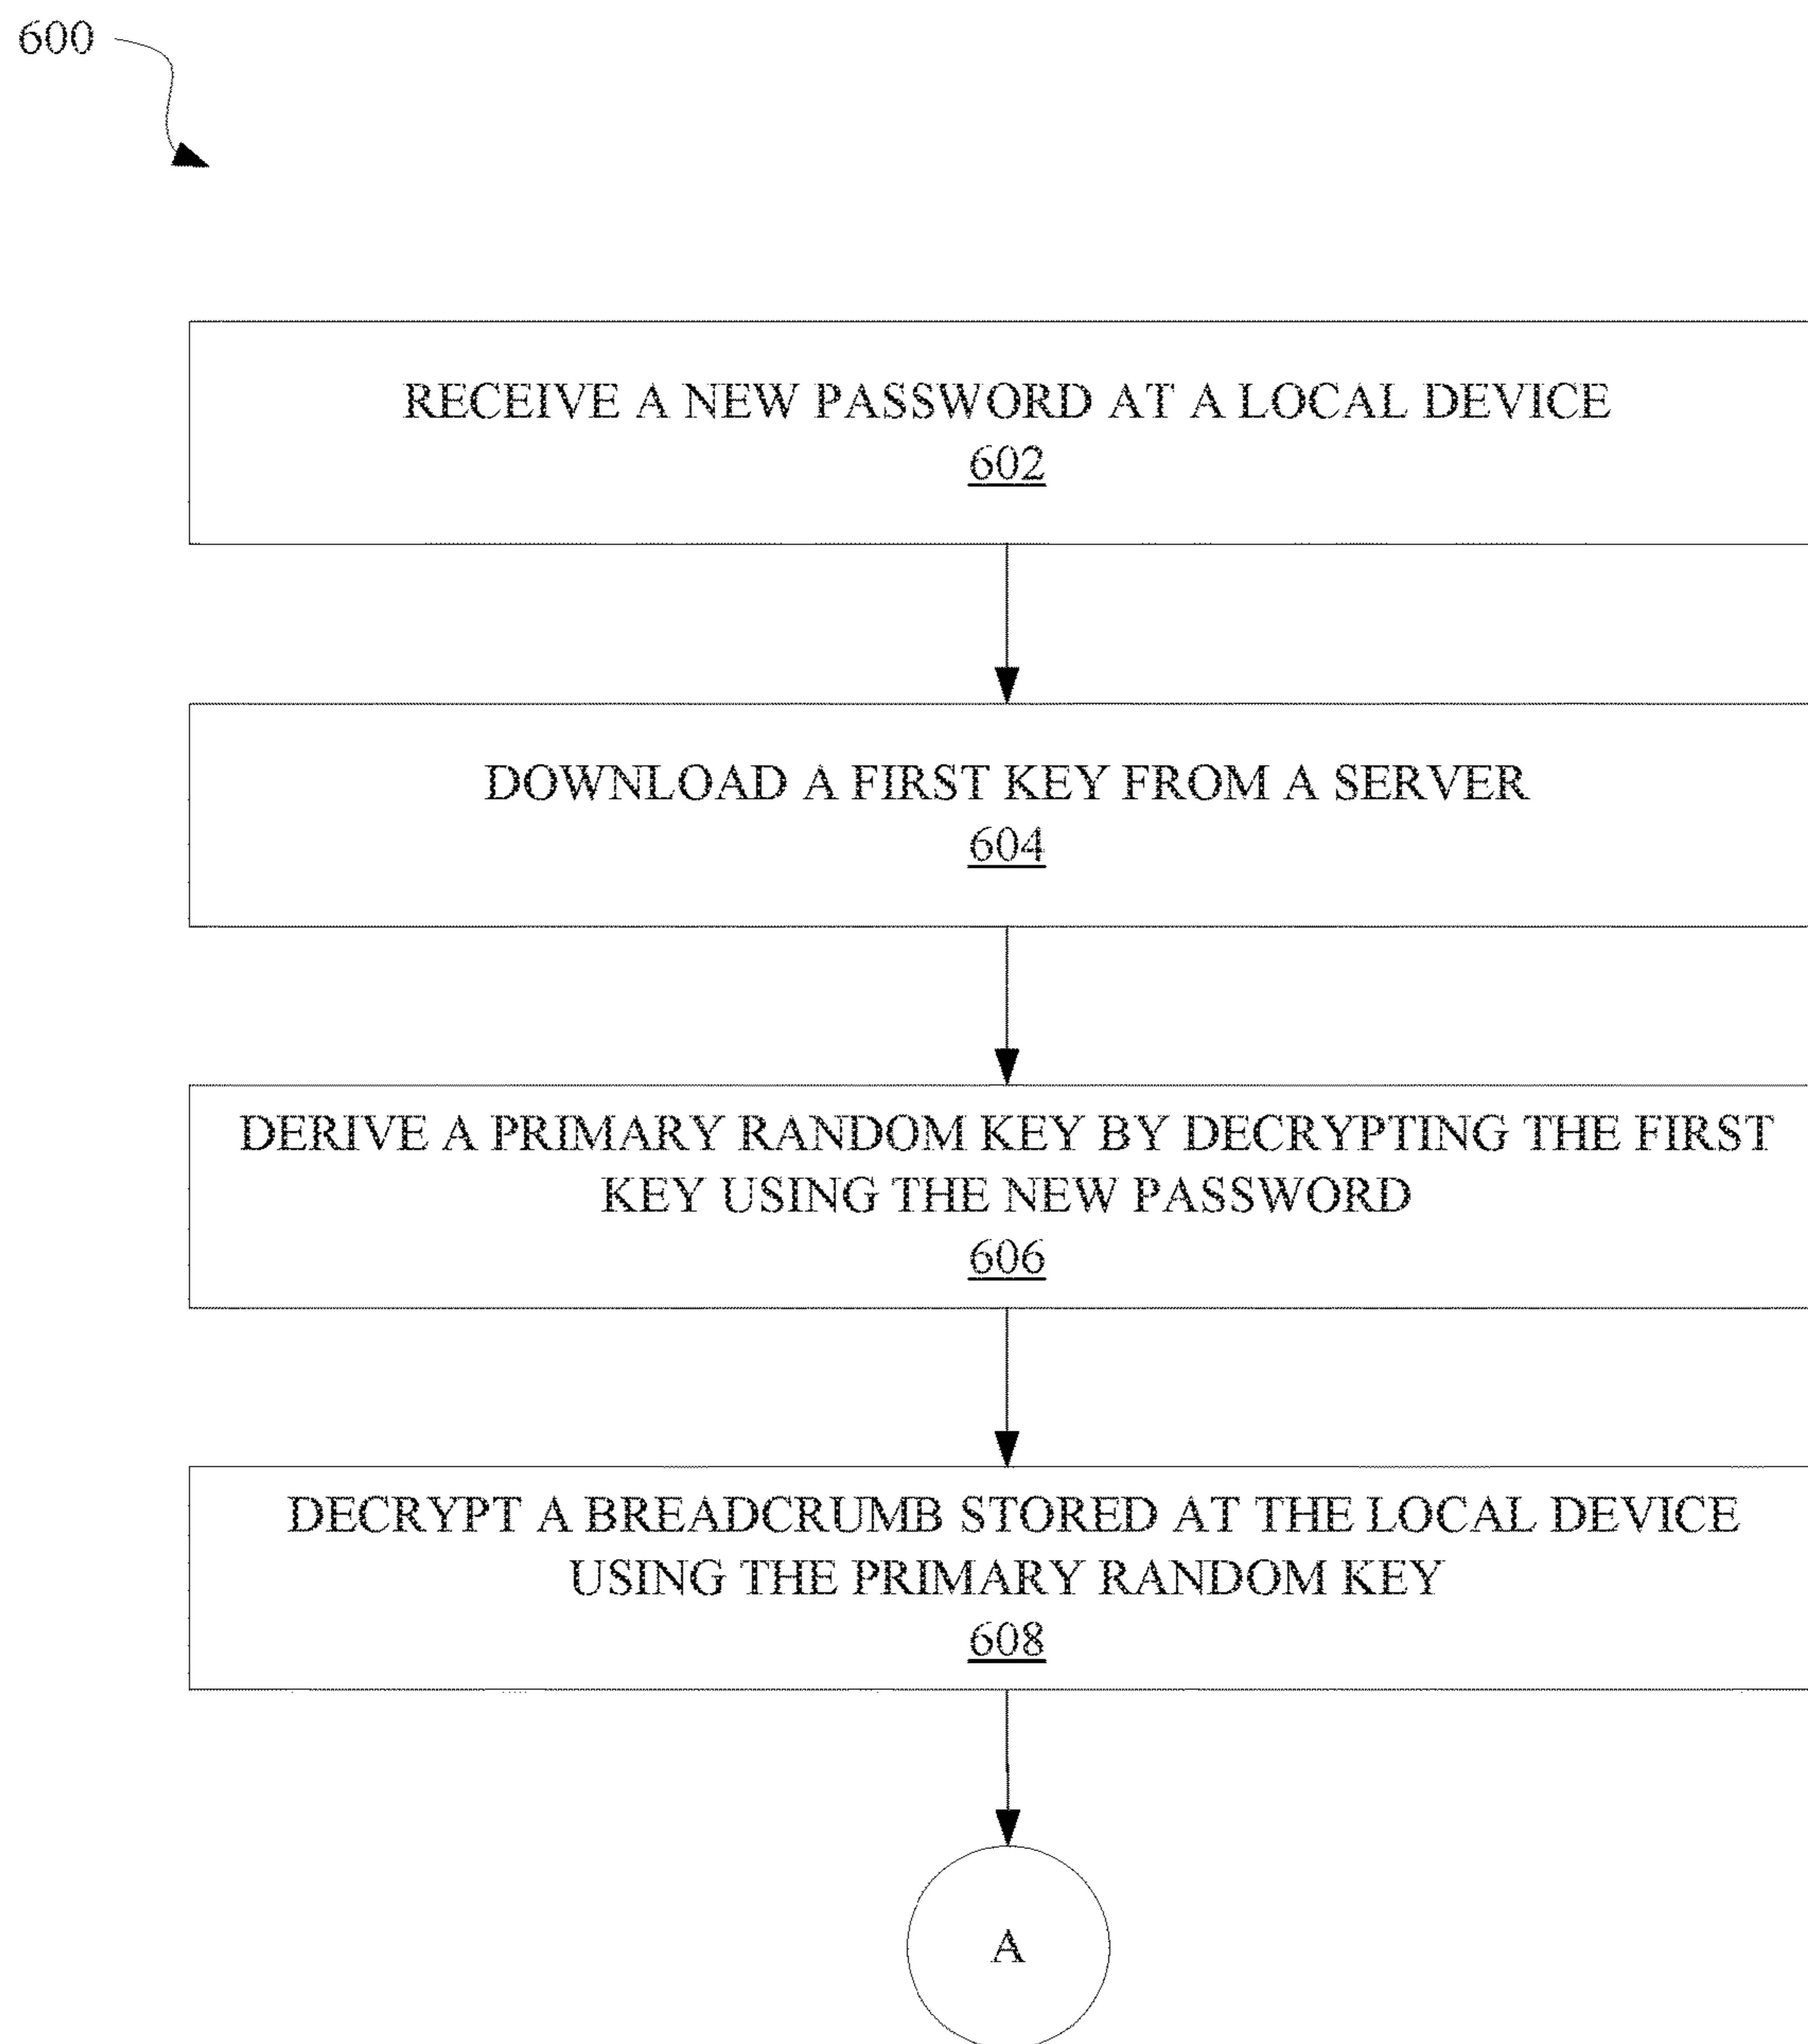 600
RECEIVE A NEW PASSWORD AT A LOCAL DEVICE
602
DOWNLOAD A FIRST KEY FROM A SERVER
604
DERIVE A PRIMARY RANDOM KEY BY DECRYPTING THE FIRST
KEY USING THE NEW PASSWORD
606
DECRYPT A BREADCRUMB STORED AT THE LOCAL DEVICE
USING THE PRIMARY RANDOM KEY
608
A